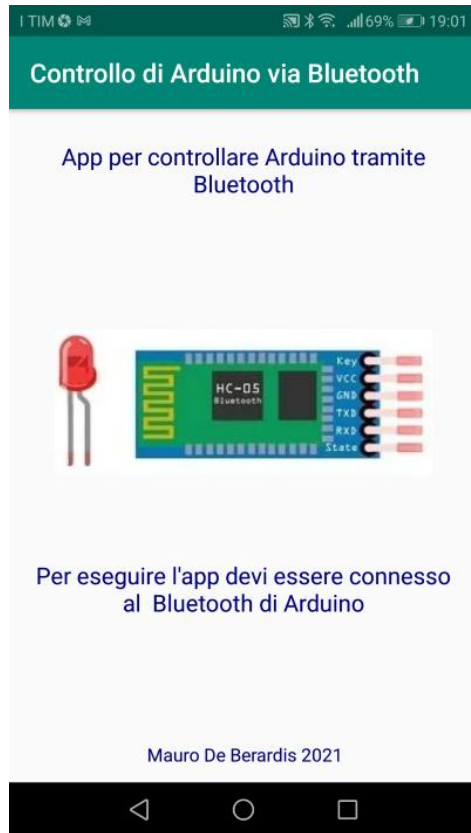 I TIM 69% 19:01
Controllo di Arduino via Bluetooth
App per controllare Arduino tramite
Bluetooth
HC-05
Bluetooth
Key
VCC
GND
TXD
RXD
State
Per eseguire l'app devi essere connesso
al Bluetooth di Arduino
Mauro De Berardis 2021